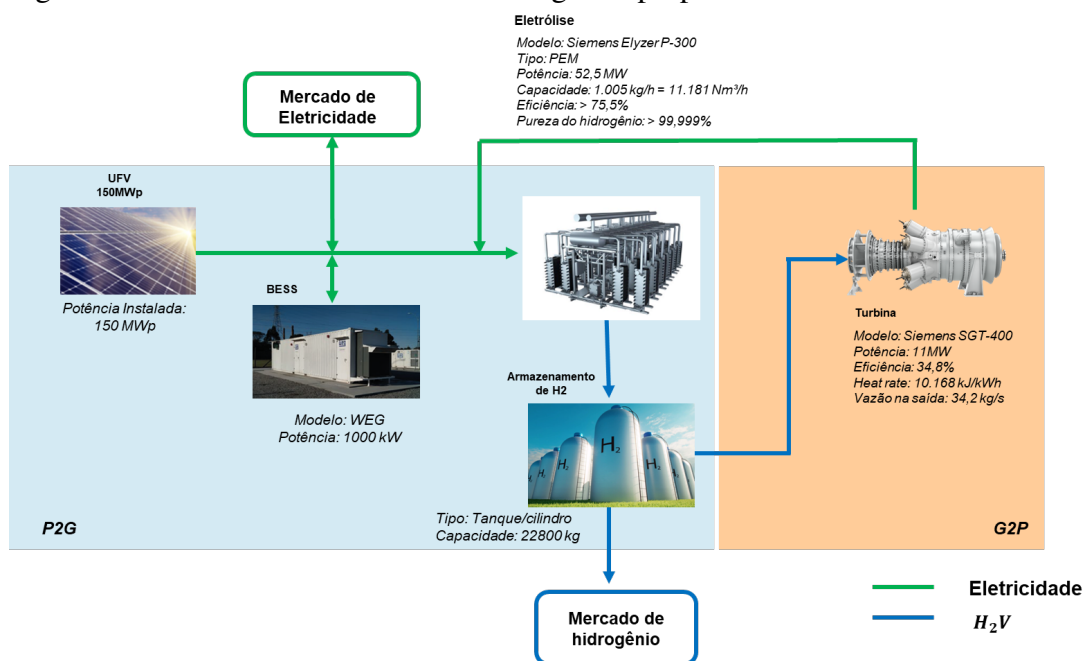 Eletrólise
Modelo: Siemens Elyzer P-300
Tipo: PEM
Potência: 52,5 MW
Capacidade: 1.005 kg/h = 11.181 Nm³/h
Eficiência: > 75,5%
Pureza do hidrogênio: > 99,999%
Mercado de
Eletricidade
UFV
150MWp
Potência Instalada:
150 MWp
BESS
Modelo: WEG
Potência: 1000 kW
Armazenamento
de H2
H₂
H₂
H₂
Tipo: Tanque/cilindro
Capacidade: 22800 kg
Turbina
Modelo: Siemens SGT-400
Potência: 11MW
Eficiência: 34,8%
Heat rate: 10.168 kJ/kWh
Vazão na saída: 34,2 kg/s
P2G
G2P
Mercado de
hidrogênio
Eletricidade
H₂V